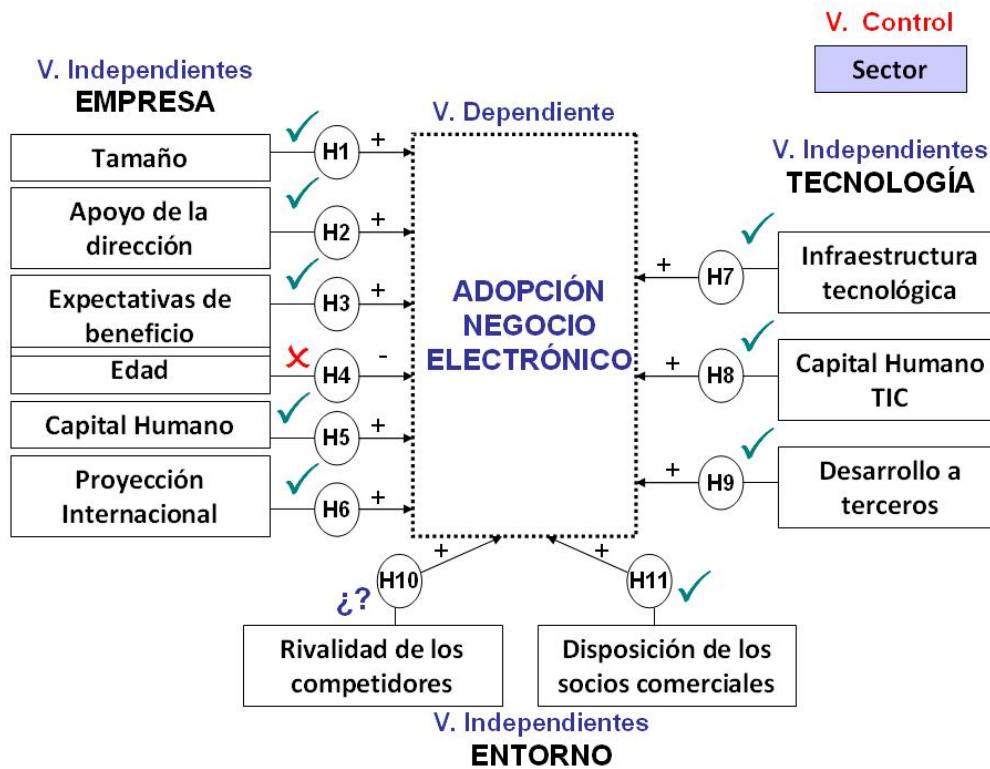 V. Control
Sector
V. Independientes
EMPRESA
V. Dependiente
V. Independientes
TECNOLOGÍA
Tamaño
H1
+
Apoyo de la
dirección
H2
+
Expectativas de
beneficio
H3
+
Edad
H4
-
Capital Humano
H5
+
Proyección
Internacional
H6
+
ADOPCIÓN
NEGOCIO
ELECTRÓNICO
+
H7
Infraestructura
tecnológica
+
H8
Capital Humano
TIC
+
H9
Desarrollo a
terceros
+
H10
¿?
Rivalidad de los
competidores
+
H11
Disposición de los
socios comerciales
V. Independientes
ENTORNO